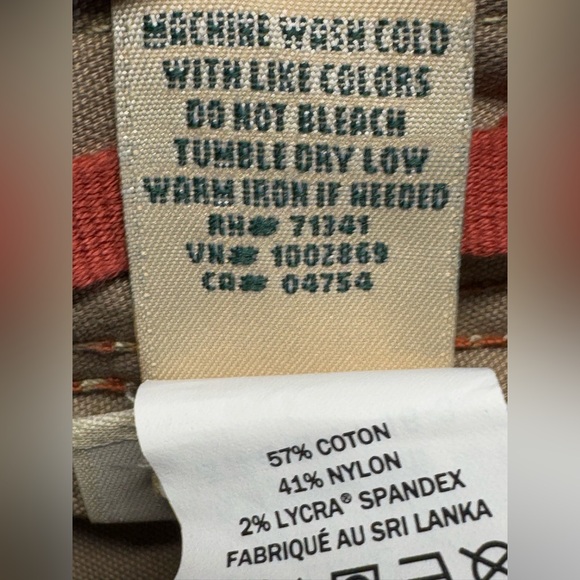 MACHINE WASH COLD
WITH LIKE COLORS
DO NOT BLEACH
TUMBLE DRY LOW
WARM IRON IF NEEDED
RN# 71341
VN# 1002869
CA# 04754
57% COTON
41% NYLON
2% LYCRA® SPANDEX
FABRIQUÉ AU SRI LANKA